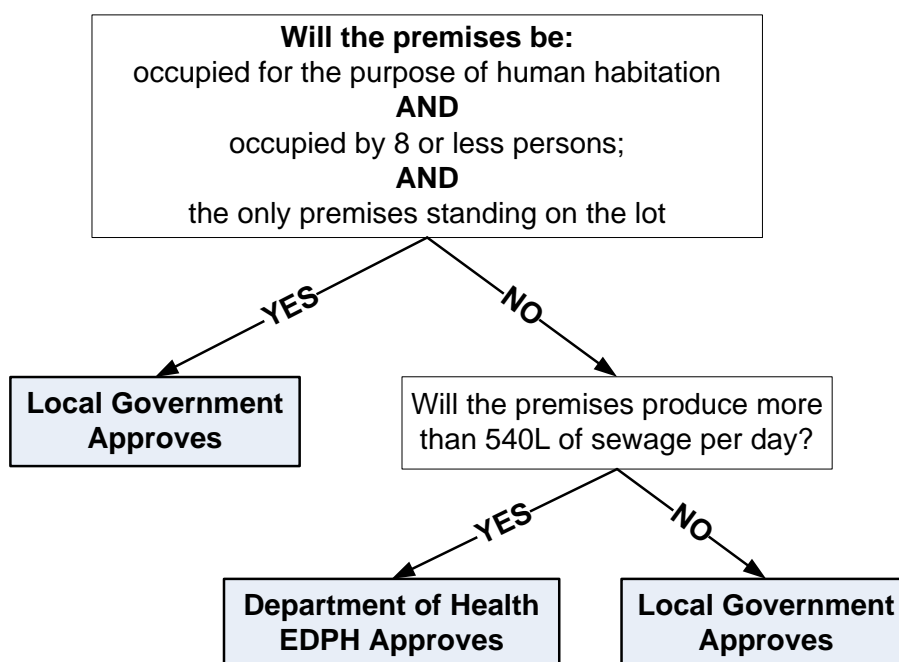 Will the premises be:
occupied for the purpose of human habitation
AND
occupied by 8 or less persons;
AND
the only premises standing on the lot
YES
NO
Local Government
Approves
Will the premises produce more
than 540L of sewage per day?
YES
NO
Department of Health
EDPH Approves
Local Government
Approves